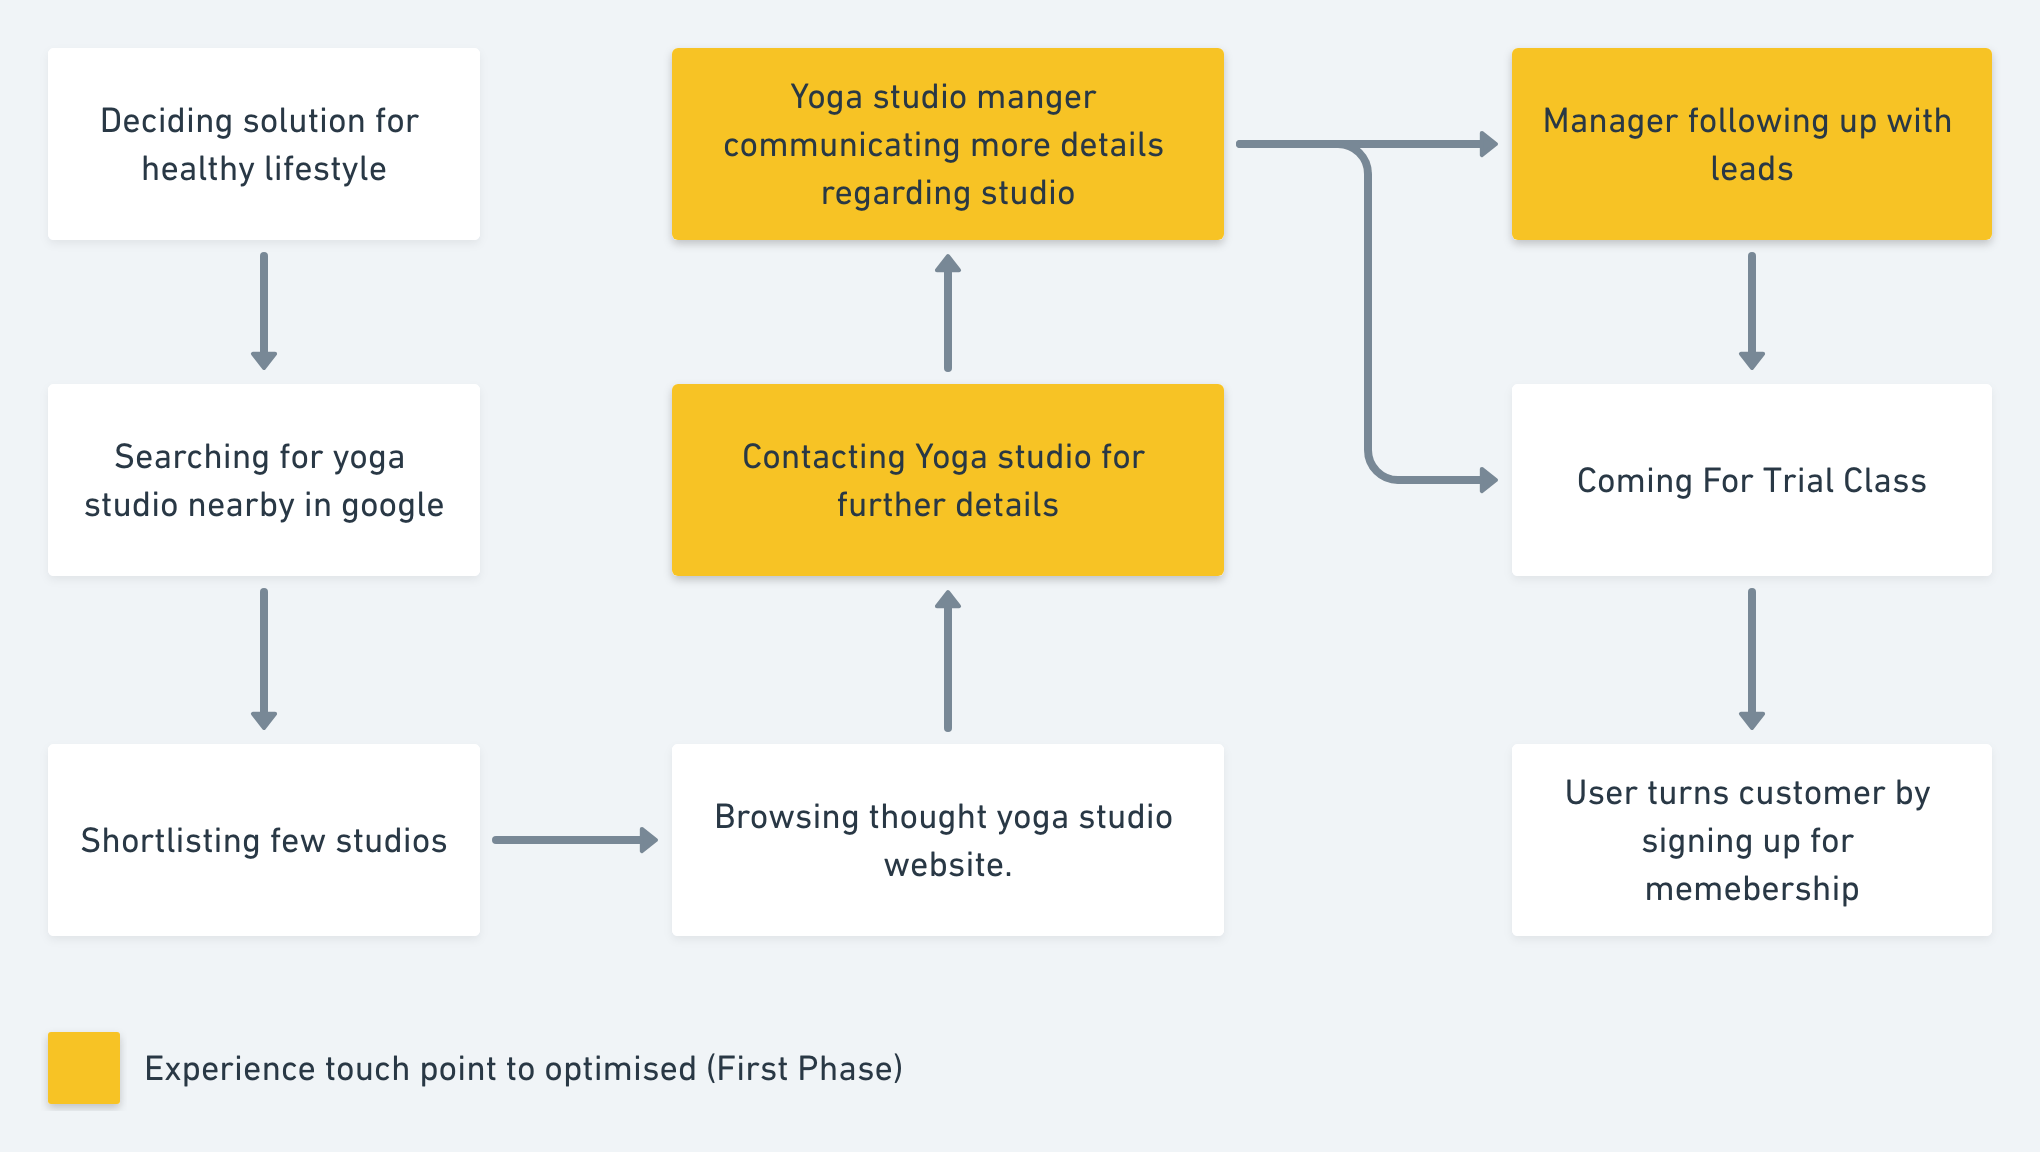 Deciding solution for
healthy lifestyle
Searching for yoga
studio nearby in google
Shortlisting few studios
Browsing thought yoga studio
website.
Contacting Yoga studio for
further details
Yoga studio manger
communicating more details
regarding studio
Manager following up with
leads
Coming For Trial Class
User turns customer by
signing up for
memebership
Experience touch point to optimised (First Phase)